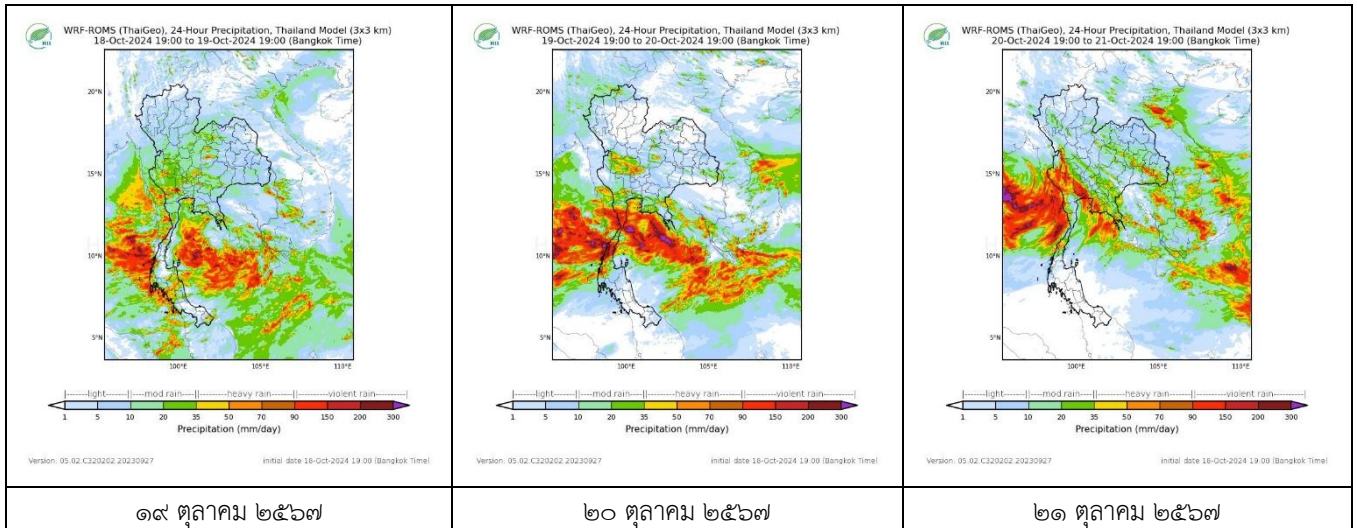 WRF-ROMS (ThaiGeo), 24-Hour Precipitation, Thailand Model (3x3 km)
18-Oct-2024 19:00 to 19-Oct-2024 19:00 (Bangkok Time)
20°N
15°N
10°N
5°N
100°E 105°E 110°E
light mod.rain heavy rain violent rain
1 5 10 20 35 50 70 90 150 200 300
Precipitation (mm/day)
Version: 05.02.C320202.20230927 initial date 18-Oct-2024 19:00 (Bangkok Time)
๑๙ ตุลาคม ๒๕๖๗
WRF-ROMS (ThaiGeo), 24-Hour Precipitation, Thailand Model (3x3 km)
19-Oct-2024 19:00 to 20-Oct-2024 19:00 (Bangkok Time)
20°N
15°N
10°N
5°N
100°E 105°E 110°E
light mod.rain heavy rain violent rain
1 5 10 20 35 50 70 90 150 200 300
Precipitation (mm/day)
Version: 05.02.C320202.20230927 initial date 18-Oct-2024 19:00 (Bangkok Time)
๒๐ ตุลาคม ๒๕๖๗
WRF-ROMS (ThaiGeo), 24-Hour Precipitation, Thailand Model (3x3 km)
20-Oct-2024 19:00 to 21-Oct-2024 19:00 (Bangkok Time)
20°N
15°N
10°N
5°N
100°E 105°E 110°E
light mod.rain heavy rain violent rain
1 5 10 20 35 50 70 90 150 200 300
Precipitation (mm/day)
Version: 05.02.C320202.20230927 initial date 18-Oct-2024 19:00 (Bangkok Time)
๒๑ ตุลาคม ๒๕๖๗